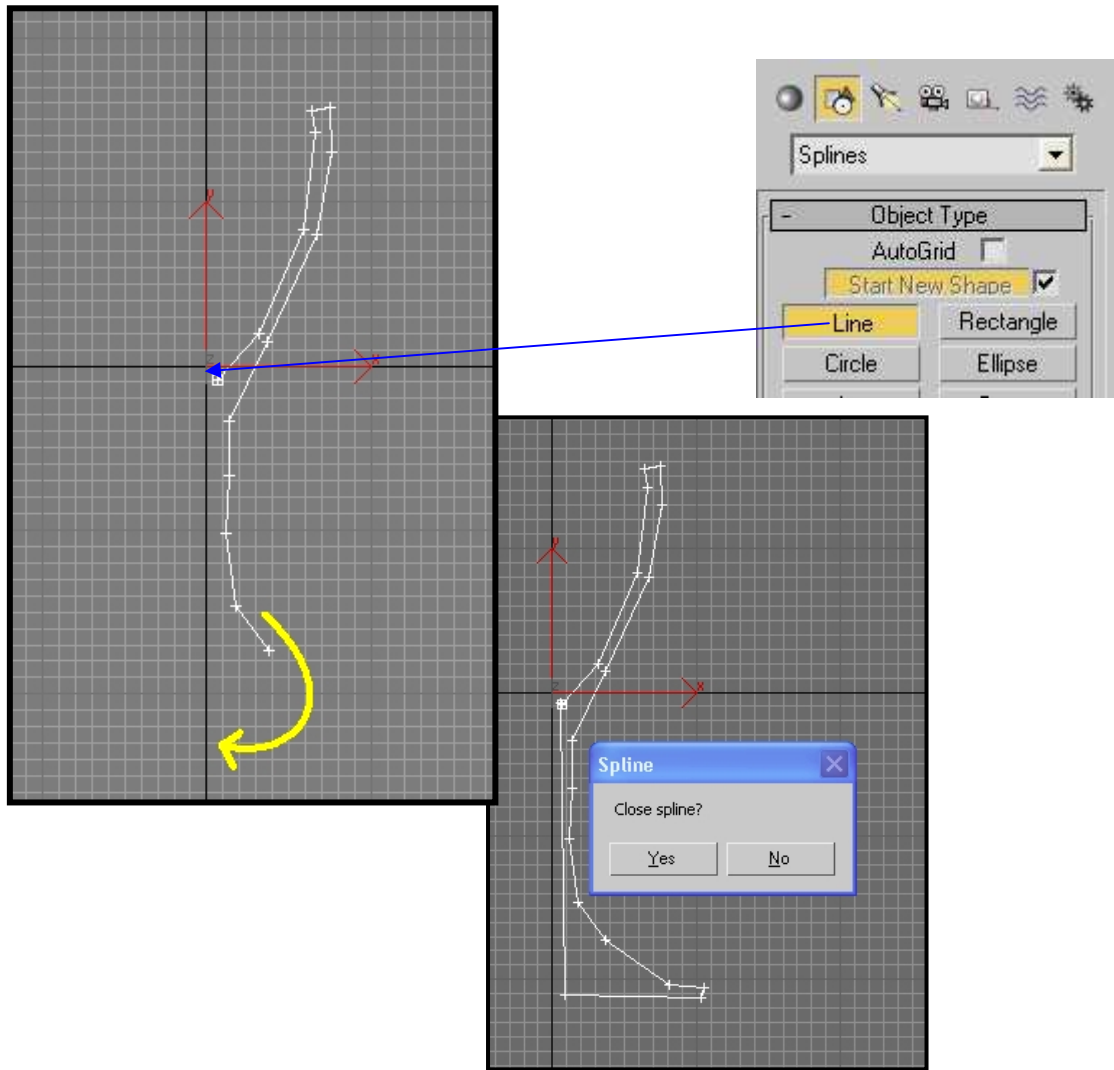 Splines
- Object Type
AutoGrid
Start New Shape
Line Rectangle
Circle Ellipse
y
z x
y
z x
Spline
Close spline?
Yes No